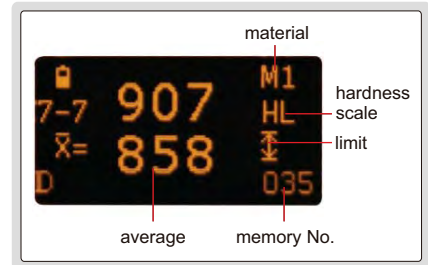 material
M1
7-7 907 HL
hardness
scale
limit
x̄= 858
D 035
average memory No.